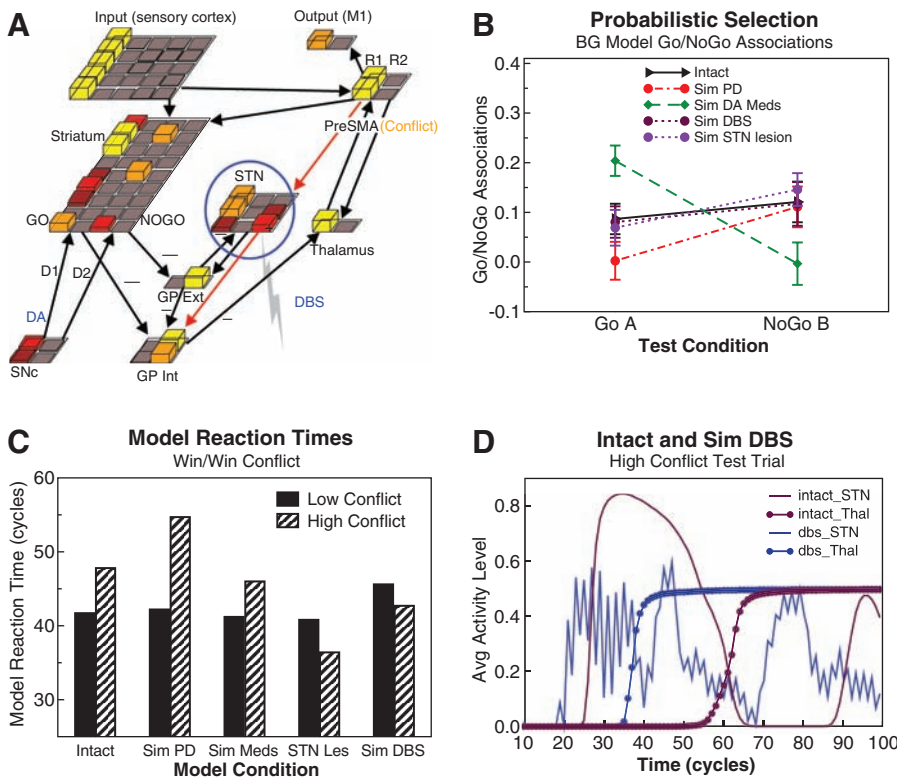 A
Input (sensory cortex)
Output (M1)
R1 R2
Striatum
PreSMA (Conflict)
STN
GO
NOGO
Thalamus
D1
D2
GP Ext
DA
DBS
SNc
GP Int
B
Probabilistic Selection
BG Model Go/NoGo Associations
Intact
Sim PD
Sim DA Meds
Sim DBS
Sim STN lesion
Go/NoGo Associations
0.4
0.3
0.2
0.1
0.0
-0.1
Go A
NoGo B
Test Condition
C
Model Reaction Times
Win/Win Conflict
Low Conflict
High Conflict
Model Reaction Time (cycles)
60
50
40
30
Intact
Sim PD
Sim Meds
STN Les
Sim DBS
Model Condition
D
Intact and Sim DBS
High Conflict Test Trial
intact_STN
intact_Thal
dbs_STN
dbs_Thal
Avg Activity Level
0.8
0.6
0.4
0.2
0.0
10 20 30 40 50 60 70 80 90 100
Time (cycles)